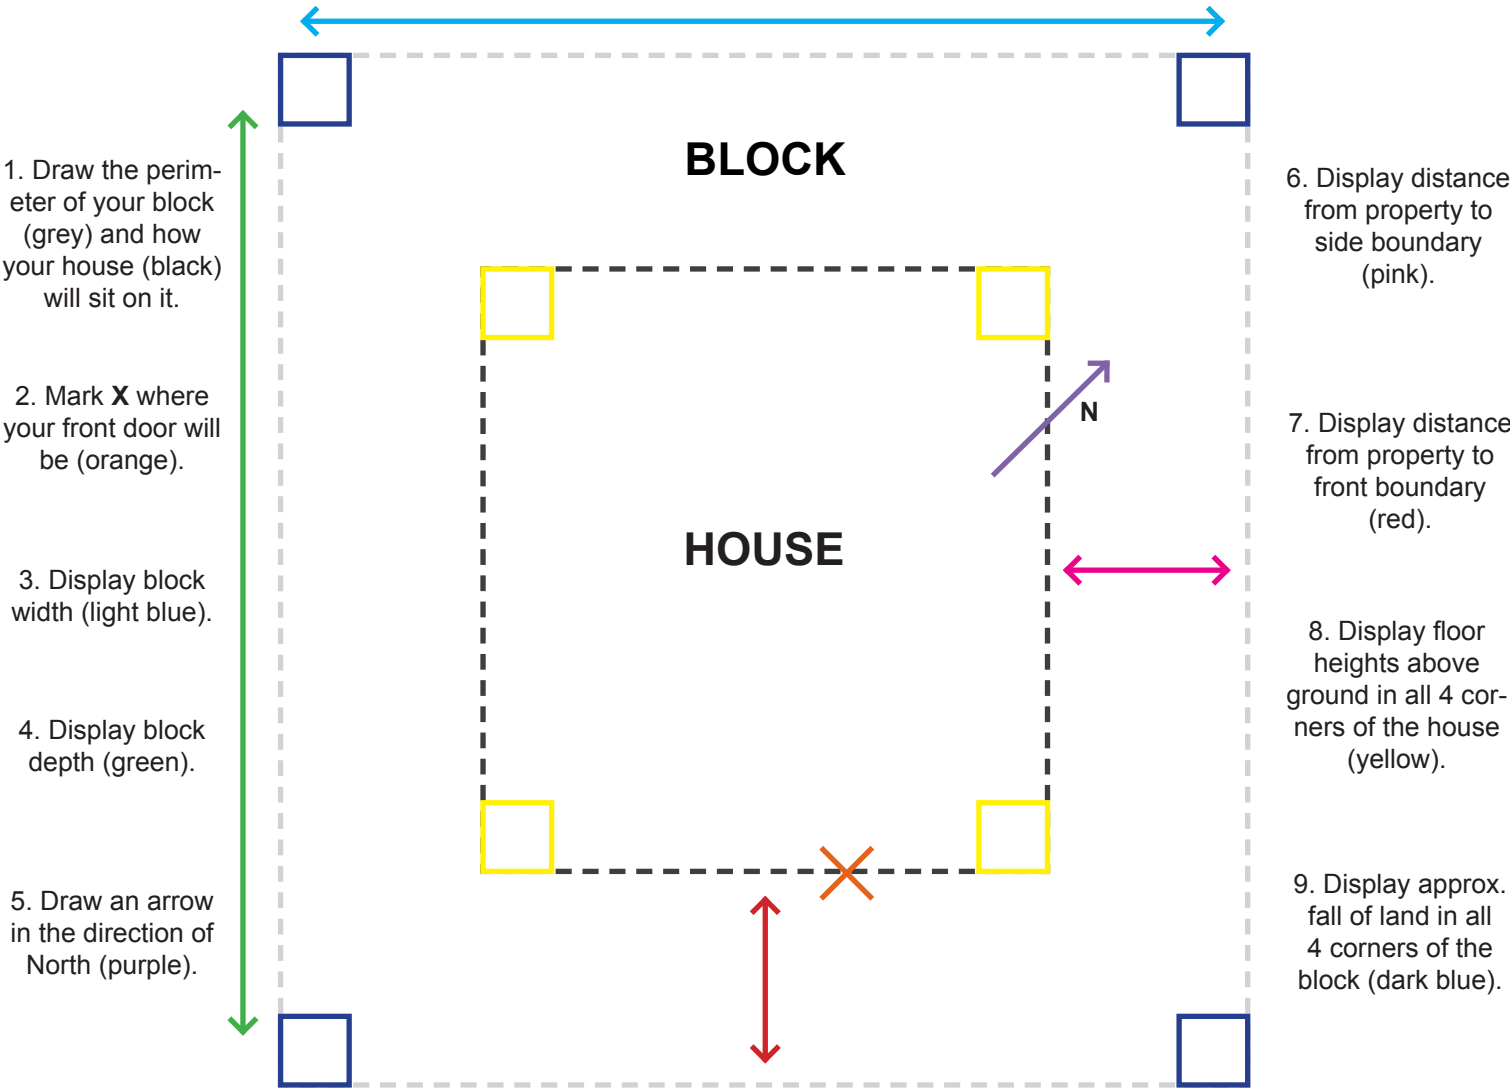 BLOCK
1. Draw the perim-
eter of your block
(grey) and how
your house (black)
will sit on it.
2. Mark X where
your front door will
be (orange).
3. Display block
width (light blue).
4. Display block
depth (green).
5. Draw an arrow
in the direction of
North (purple).
N
HOUSE
6. Display distance
from property to
side boundary
(pink).
7. Display distance
from property to
front boundary
(red).
8. Display floor
heights above
ground in all 4 cor-
ners of the house
(yellow).
9. Display approx.
fall of land in all
4 corners of the
block (dark blue).